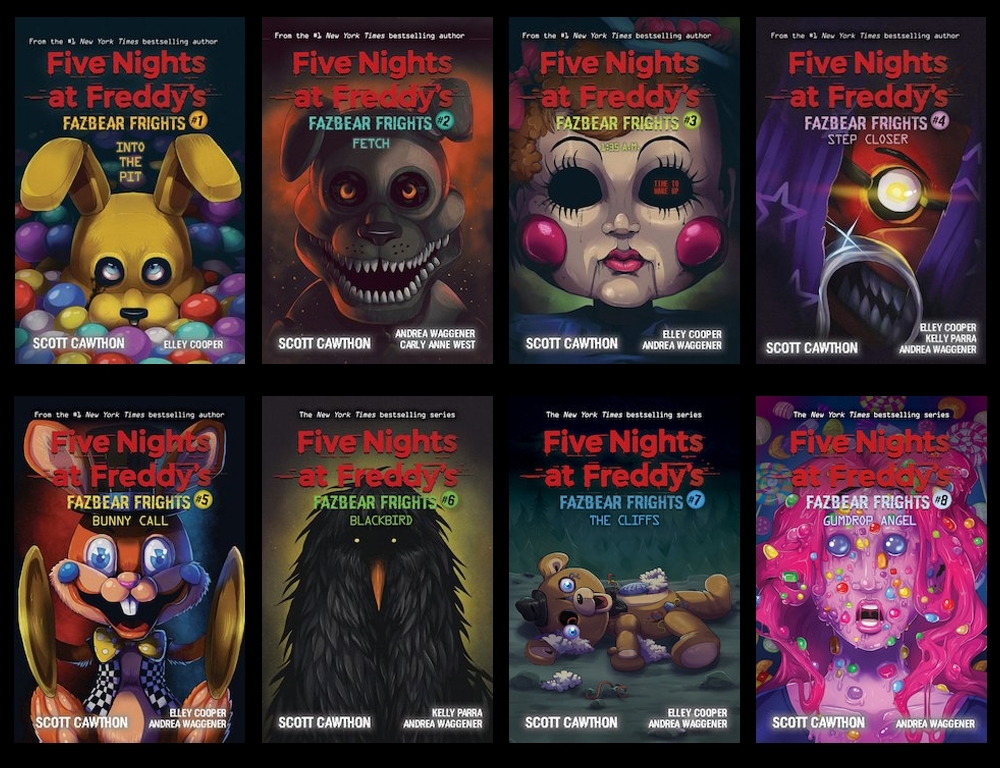 From the #1 New York Times bestselling author
Five Nights
at Freddy's
FAZBEAR FRIGHTS #1
INTO
THE
PIT
SCOTT CAWTHON
ELLEY COOPER
From the #1 New York Times bestselling author
Five Nights
at Freddy's
FAZBEAR FRIGHTS #2
FETCH
SCOTT CAWTHON
ANDREA WAGGENER
CARLY ANNE WEST
From the #1 New York Times bestselling author
Five Nights
at Freddy's
FAZBEAR FRIGHTS #3
1:35 A.M.
TIME TO
WAKE UP
SCOTT CAWTHON
ELLEY COOPER
ANDREA WAGGENER
From the #1 New York Times bestselling author
Five Nights
at Freddy's
FAZBEAR FRIGHTS #4
STEP CLOSER
SCOTT CAWTHON
ELLEY COOPER
KELLY PARRA
ANDREA WAGGENER
From the #1 New York Times bestselling author
Five Nights
at Freddy's
FAZBEAR FRIGHTS #5
BUNNY CALL
SCOTT CAWTHON
ELLEY COOPER
ANDREA WAGGENER
The New York Times bestselling series
Five Nights
at Freddy's
FAZBEAR FRIGHTS #6
BLACKBIRD
SCOTT CAWTHON
KELLY PARRA
ANDREA WAGGENER
The New York Times bestselling series
Five Nights
at Freddy's
FAZBEAR FRIGHTS #7
THE CLIFFS
SCOTT CAWTHON
ELLEY COOPER
ANDREA WAGGENER
The New York Times bestselling series
Five Nights
at Freddy's
FAZBEAR FRIGHTS #8
GUMDROP ANGEL
SCOTT CAWTHON
ANDREA WAGGENER